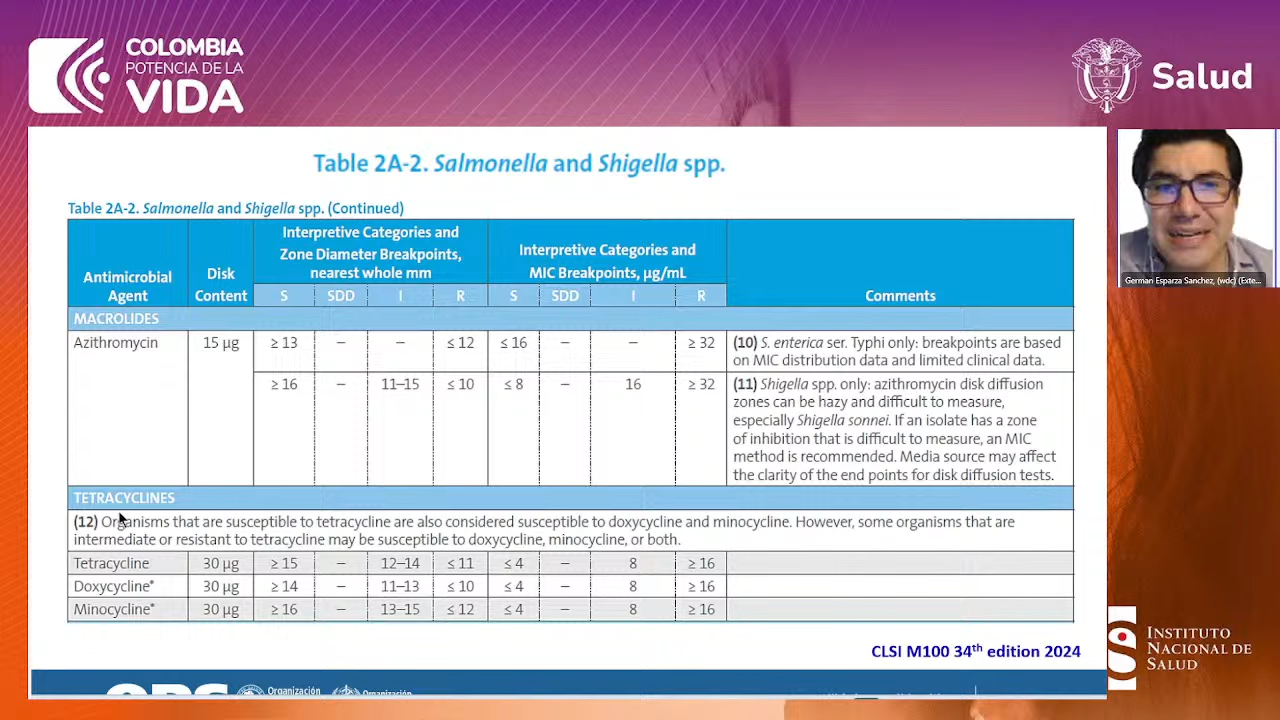 COLOMBIA
POTENCIA DE LA
VIDA
Salud
Table 2A-2. Salmonella and Shigella spp.
Table 2A-2. Salmonella and Shigella spp. (Continued)
Antimicrobial Agent
Disk Content
Interpretive Categories and Zone Diameter Breakpoints, nearest whole mm
Interpretive Categories and MIC Breakpoints, µg/mL
Comments
S SDD I R S SDD I R
MACROLIDES
Azithromycin 15 µg ≥ 13 – – ≤ 12 ≤ 16 – – ≥ 32 (10) S. enterica ser. Typhi only: breakpoints are based
on MIC distribution data and limited clinical data.
≥ 16 – 11–15 ≤ 10 ≤ 8 – 16 ≥ 32 (11) Shigella spp. only: azithromycin disk diffusion
zones can be hazy and difficult to measure,
especially Shigella sonnei. If an isolate has a zone
of inhibition that is difficult to measure, an MIC
method is recommended. Media source may affect
the clarity of the end points for disk diffusion tests.
TETRACYCLINES
(12) Organisms that are susceptible to tetracycline are also considered susceptible to doxycycline and minocycline. However, some organisms that are
intermediate or resistant to tetracycline may be susceptible to doxycycline, minocycline, or both.
Tetracycline 30 µg ≥ 15 – 12–14 ≤ 11 ≤ 4 – 8 ≥ 16
Doxycycline* 30 µg ≥ 14 – 11–13 ≤ 10 ≤ 4 – 8 ≥ 16
Minocycline* 30 µg ≥ 16 – 13–15 ≤ 12 ≤ 4 – 8 ≥ 16
CLSI M100 34th edition 2024
German Esparza Sanchez, (wdc) (Exte...
INSTITUTO
NACIONAL DE
SALUD
OPS
Organización
Organización